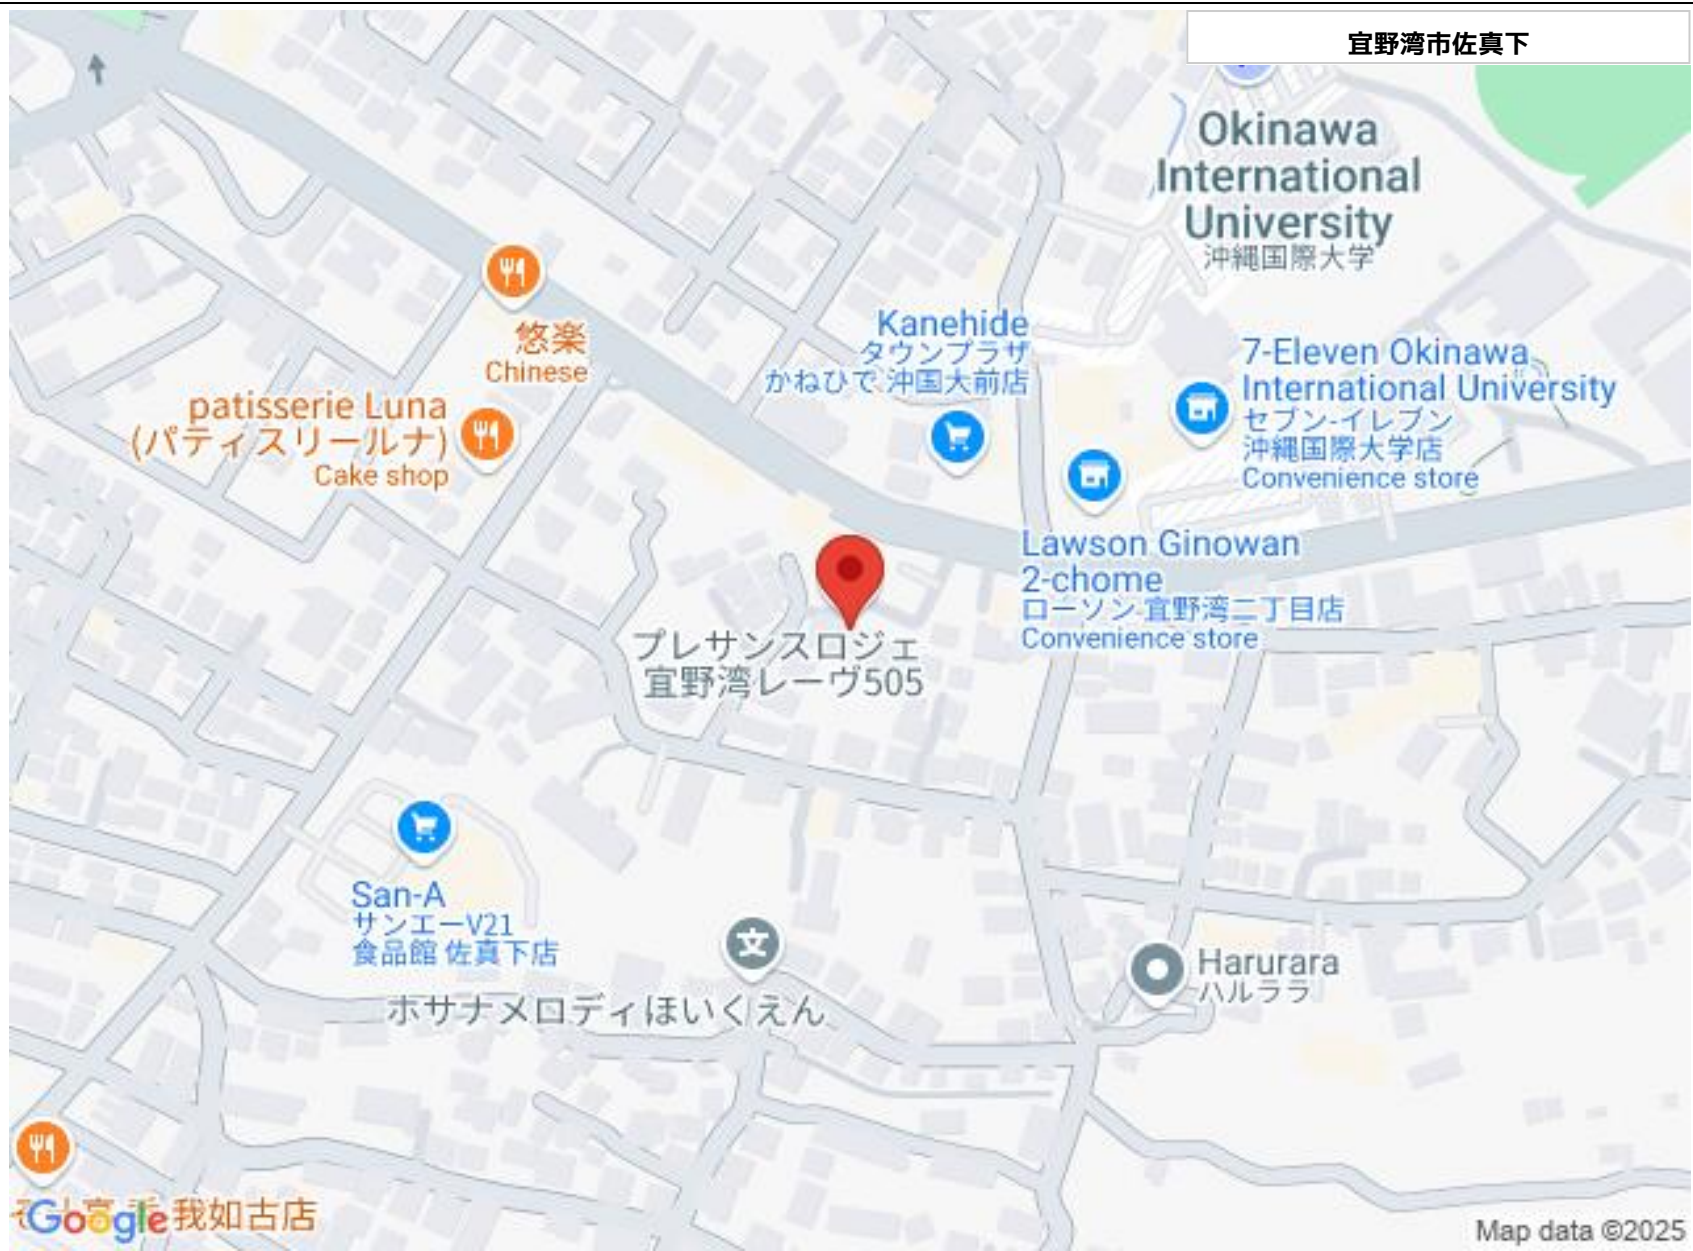 宜野湾市佐真下
Okinawa
International
University
沖縄国際大学
悠楽
Chinese
Kanehide
タウンプラザ
かねひで 沖国大前店
7-Eleven Okinawa
International University
セブン-イレブン
沖縄国際大学店
Convenience store
patisserie Luna
(パティスリールナ)
Cake shop
Lawson Ginowan
2-chome
ローソン 宜野湾二丁目店
Convenience store
プレサンスロジェ
宜野湾レーヴ505
San-A
サンエーV21
食品館 佐真下店
文
ホサナメロディほいくえん
Harurara
ハルララ
Google
我如古店
Map data ©2025